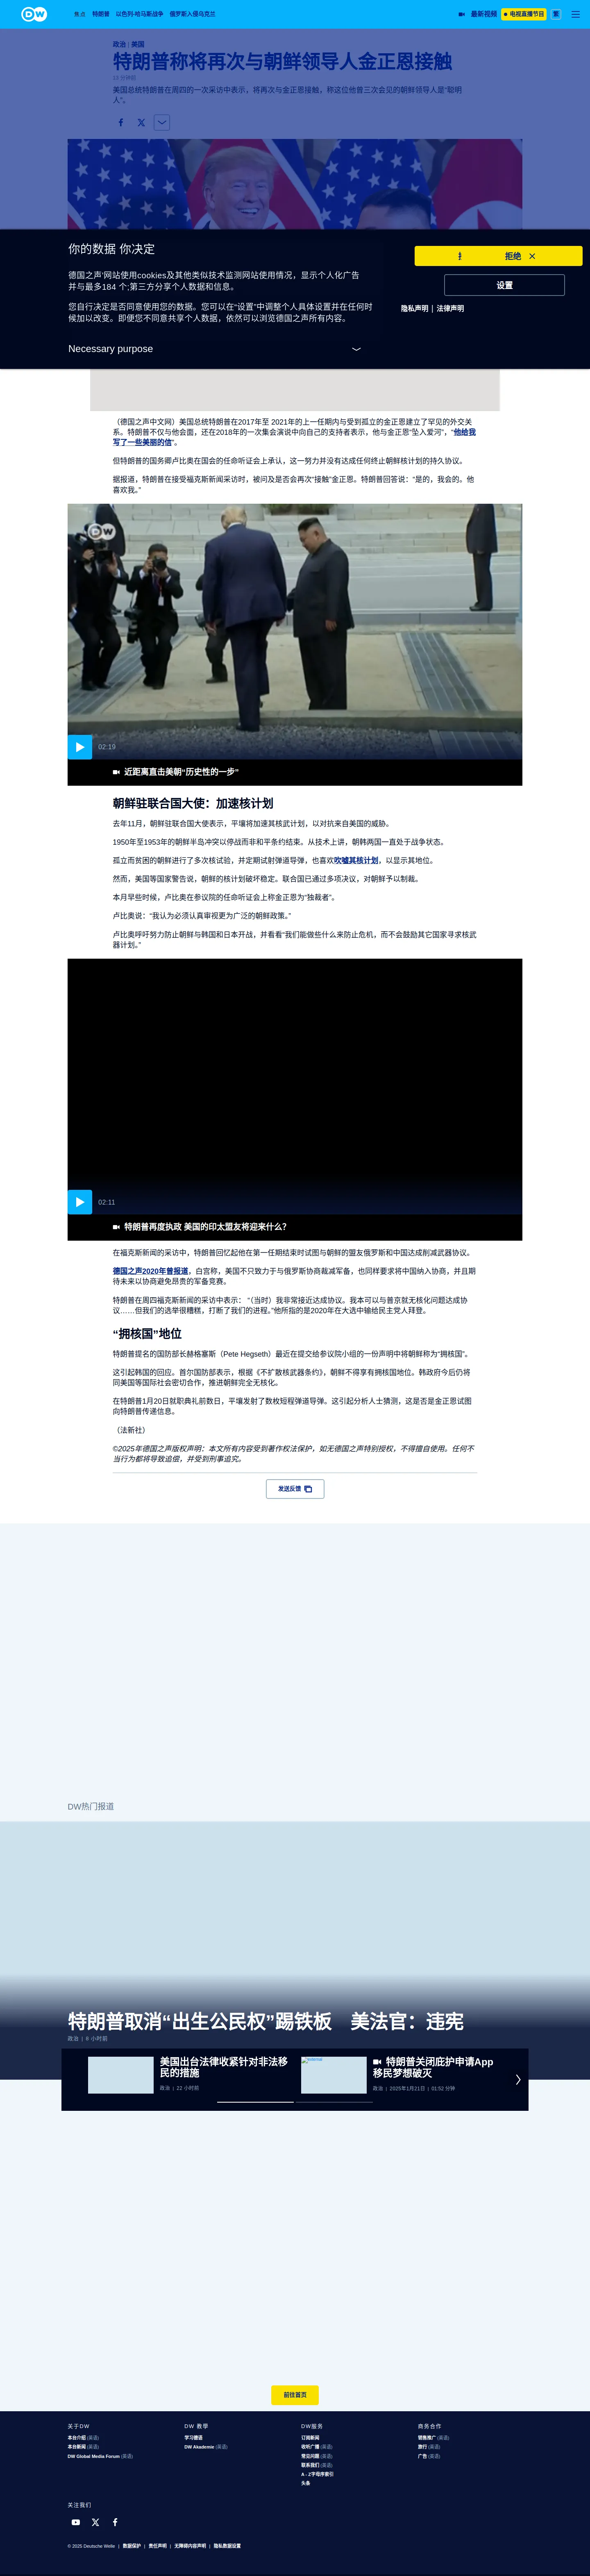 DW
焦点 特朗普 以色列-哈马斯战争 俄罗斯入侵乌克兰 最新视频 电视直播节目 繁
政治 | 美国
特朗普称将再次与朝鲜领导人金正恩接触
美国总统特朗普在周四的一次采访中表示，将再次与金正恩接触，称这位他曾三次会见的朝鲜领导人是“聪明
人”。
你的数据 你决定
拒绝
设置
隐私声明 | 法律声明
德国之声’网站使用cookies及其他类似技术监测网站使用情况，显示个人化广告
并与最多184 个;第三方分享个人数据和信息。
您自行决定是否同意使用您的数据。您可以在“设置”中调整个人具体设置并在任何时
候加以改变。即便您不同意共享个人数据，依然可以浏览德国之声所有内容。
Necessary purpose
（德国之声中文网）美国总统特朗普在2017年至 2021年的上一任期内与受到孤立的金正恩建立了罕见的外交关
系。特朗普不仅与他会面，还在2018年的一次集会演说中向自己的支持者表示，他与金正恩“坠入爱河”，“他给我
写了一些美丽的信”。
但特朗普的国务卿卢比奥在国会的任命听证会上承认，这一努力并没有达成任何终止朝鲜核计划的持久协议。
据报道，特朗普在接受福克斯新闻采访时，被问及是否会再次“接触”金正恩。特朗普回答说：“是的，我会的。他
喜欢我。”
DW
02:19
近距离直击美朝“历史性的一步”
朝鲜驻联合国大使：加速核计划
去年11月，朝鲜驻联合国大使表示，平壤将加速其核武计划，以对抗来自美国的威胁。
1950年至1953年的朝鲜半岛冲突以停战而非和平条约结束。从技术上讲，朝韩两国一直处于战争状态。
孤立而贫困的朝鲜进行了多次核试验，并定期试射弹道导弹，也喜欢吹嘘其核计划，以显示其地位。
然而，美国等国家警告说，朝鲜的核计划破坏稳定。联合国已通过多项决议，对朝鲜予以制裁。
本月早些时候，卢比奥在参议院的任命听证会上称金正恩为“独裁者”。
卢比奥说：“我认为必须认真审视更为广泛的朝鲜政策。”
卢比奥呼吁努力防止朝鲜与韩国和日本开战，并看看“我们能做些什么来防止危机，而不会鼓励其它国家寻求核武
器计划。”
02:11
特朗普再度执政 美国的印太盟友将迎来什么？
在福克斯新闻的采访中，特朗普回忆起他在第一任期结束时试图与朝鲜的盟友俄罗斯和中国达成削减武器协议。
德国之声2020年曾报道，白宫称，美国不只致力于与俄罗斯协商裁减军备，也同样要求将中国纳入协商，并且期
待未来以协商避免昂贵的军备竞赛。
特朗普在周四福克斯新闻的采访中表示：“（当时）我非常接近达成协议。我本可以与普京就无核化问题达成协
议……但我们的选举很糟糕，打断了我们的进程。”他所指的是2020年在大选中输给民主党人拜登。
“拥核国”地位
特朗普提名的国防部长赫格塞斯（Pete Hegseth）最近在提交给参议院小组的一份声明中将朝鲜称为“拥核国”。
这引起韩国的回应。首尔国防部表示，根据《不扩散核武器条约》，朝鲜不得享有拥核国地位。韩政府今后仍将
同美国等国际社会密切合作，推进朝鲜完全无核化。
在特朗普1月20日就职典礼前数日，平壤发射了数枚短程弹道导弹。这引起分析人士猜测，这是否是金正恩试图
向特朗普传递信息。
（法新社）
©2025年德国之声版权声明：本文所有内容受到著作权法保护，如无德国之声特别授权，不得擅自使用。任何不
当行为都将导致追偿，并受到刑事追究。
发送反馈
DW热门报道
特朗普取消“出生公民权”踢铁板 美法官：违宪
政治 | 6 小时前
美国出台法律收紧针对非法移
民的措施
政治 | 22 小时前
特朗普关闭庇护申请App
移民梦想破灭
政治 | 2025年1月21日 | 01:52 分钟
前往首页
关于DW
本台介绍 (英语)
本台新闻 (英语)
DW Global Media Forum (英语)
DW 教學
学习德语
DW Akademie (英语)
DW服务
订阅新闻
收听广播 (英语)
常见问题 (英语)
联系我们 (英语)
A - Z字母序索引
头条
商务合作
销售推广 (英语)
旅行 (英语)
广告 (英语)
关注我们
© 2025 Deutsche Welle | 数据保护 | 责任声明 | 无障碍内容声明 | 隐私数据设置